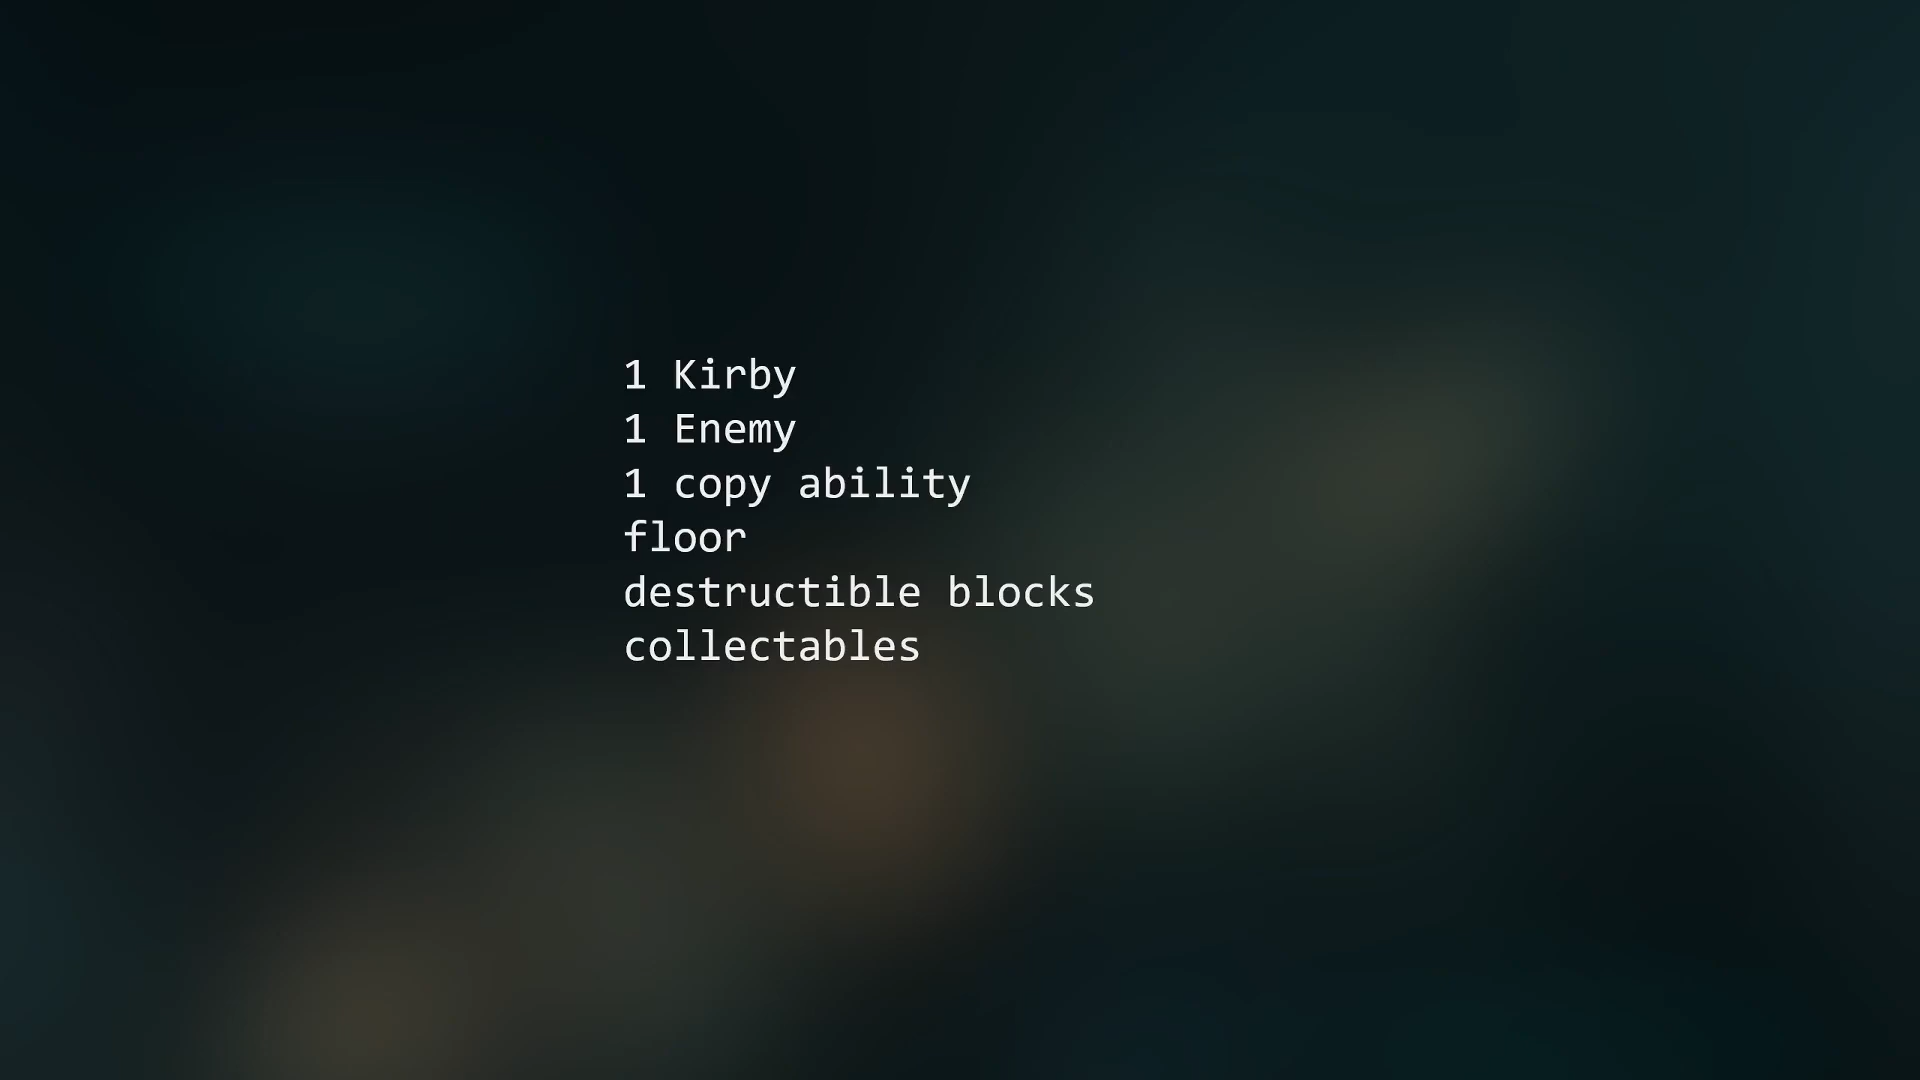 1 Kirby
1 Enemy
1 copy ability
floor
destructible blocks
collectables